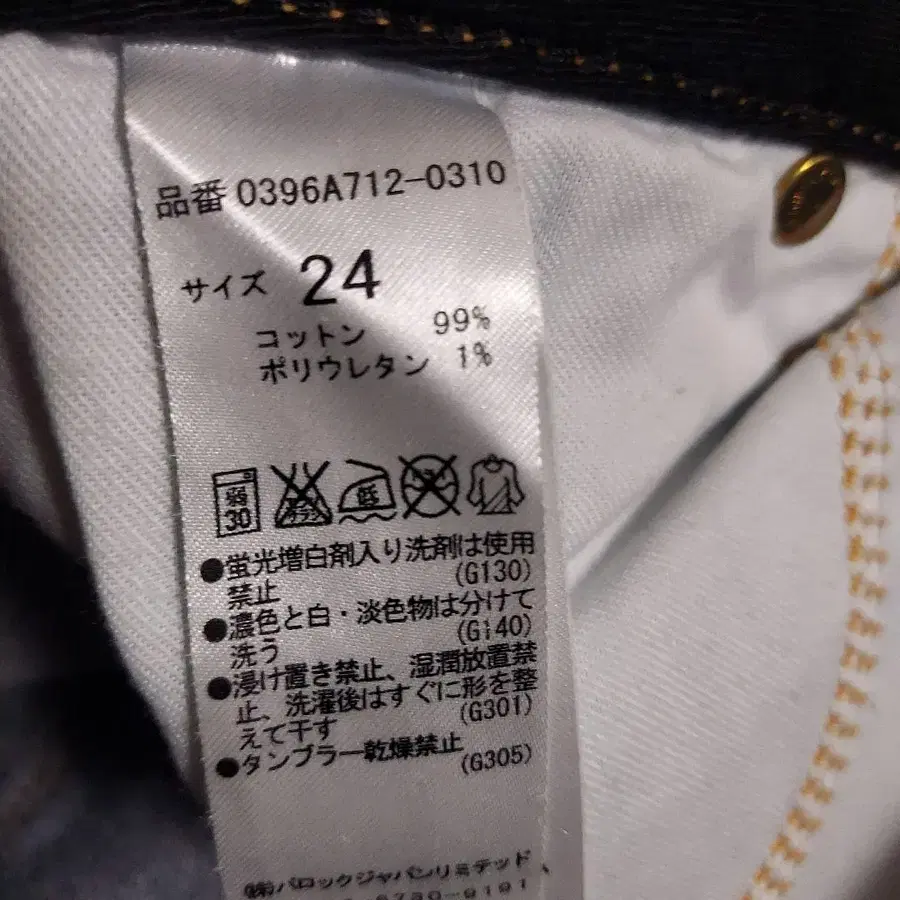 品番 0396A712-0310
サイズ 24
コットン 99%
ポリウレタン 1%
弱 30 低
●蛍光増白剤入り洗剤は使用
禁止 (G130)
●濃色と白・淡色物は分けて
洗う (G140)
●浸け置き禁止、湿潤放置禁
止、洗濯後はすぐに形を整
えて干す (G301)
●タンブラー乾燥禁止
(G305)
㈱バロックジャパンリミテッド